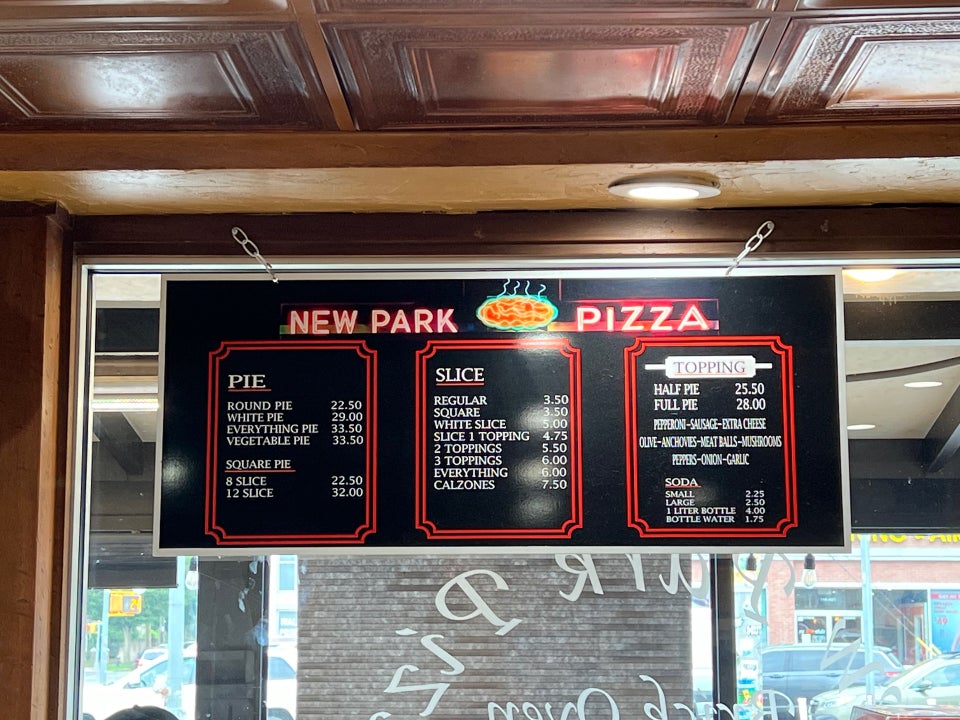 NEW PARK PIZZA
PIE
ROUND PIE 22.50
WHITE PIE 29.00
EVERYTHING PIE 33.50
VEGETABLE PIE 33.50
SQUARE PIE
8 SLICE 22.50
12 SLICE 32.00
SLICE
REGULAR 3.50
SQUARE 3.50
WHITE SLICE 5.00
SLICE 1 TOPPING 4.75
2 TOPPINGS 5.50
3 TOPPINGS 6.00
EVERYTHING 6.00
CALZONES 7.50
TOPPING
HALF PIE 25.50
FULL PIE 28.00
PEPPERONI-SAUSAGE-EXTRA CHEESE
OLIVE-ANCHOVIES-MEAT BALLS-MUSHROOMS
PEPPERS-ONION-GARLIC
SODA
SMALL 2.25
LARGE 2.50
1 LITER BOTTLE 4.00
BOTTLE WATER 1.75
Park
Brick Oven